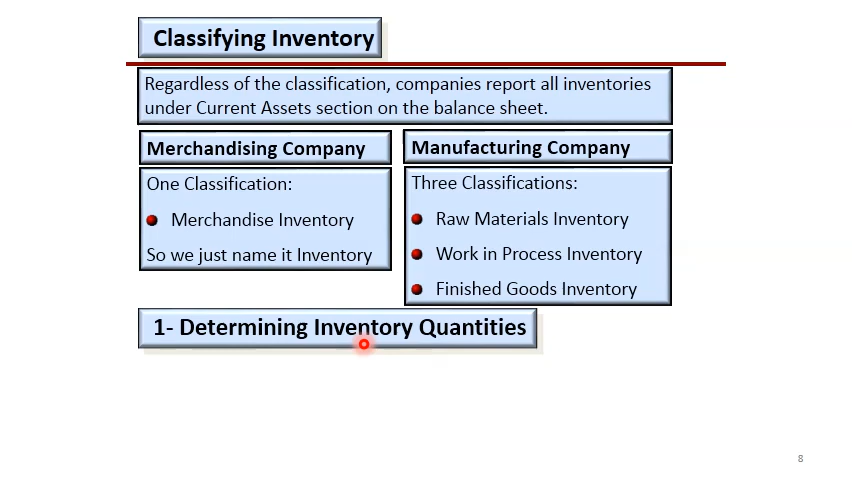 Classifying Inventory
Regardless of the classification, companies report all inventories
under Current Assets section on the balance sheet.
Merchandising Company
One Classification:
Merchandise Inventory
So we just name it Inventory
Manufacturing Company
Three Classifications:
Raw Materials Inventory
Work in Process Inventory
Finished Goods Inventory
1- Determining Inventory Quantities
8